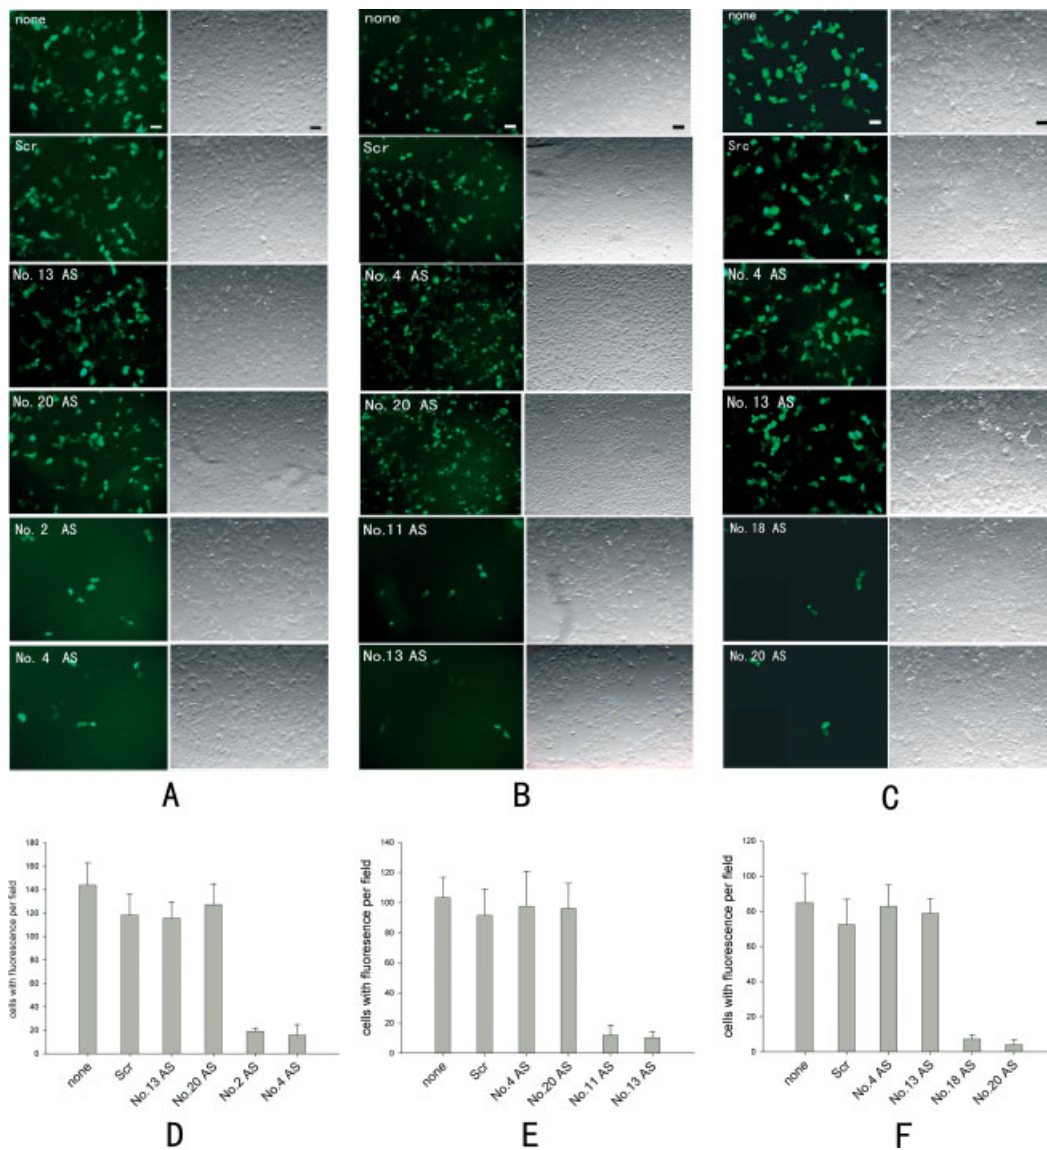 none
Scr
No.13 AS
No.20 AS
No.2 AS
No.4 AS
A
none
Scr
No.4 AS
No.20 AS
No.11 AS
No.13 AS
B
none
Src
No.4 AS
No.13 AS
No.18 AS
No.20 AS
C
cells with fluorescence per field
180
160
140
120
100
80
60
40
20
0
none
Scr
No.13 AS
No.20 AS
No.2 AS
No.4 AS
D
cells with fluoresence per field
140
120
100
80
60
40
20
0
none
Scr
No.4 AS
No.20 AS
No.11 AS
No.13 AS
E
cells with fluorescence per field
120
100
80
60
40
20
0
none
Scr
No.4 AS
No.13 AS
No.18 AS
No.20 AS
F